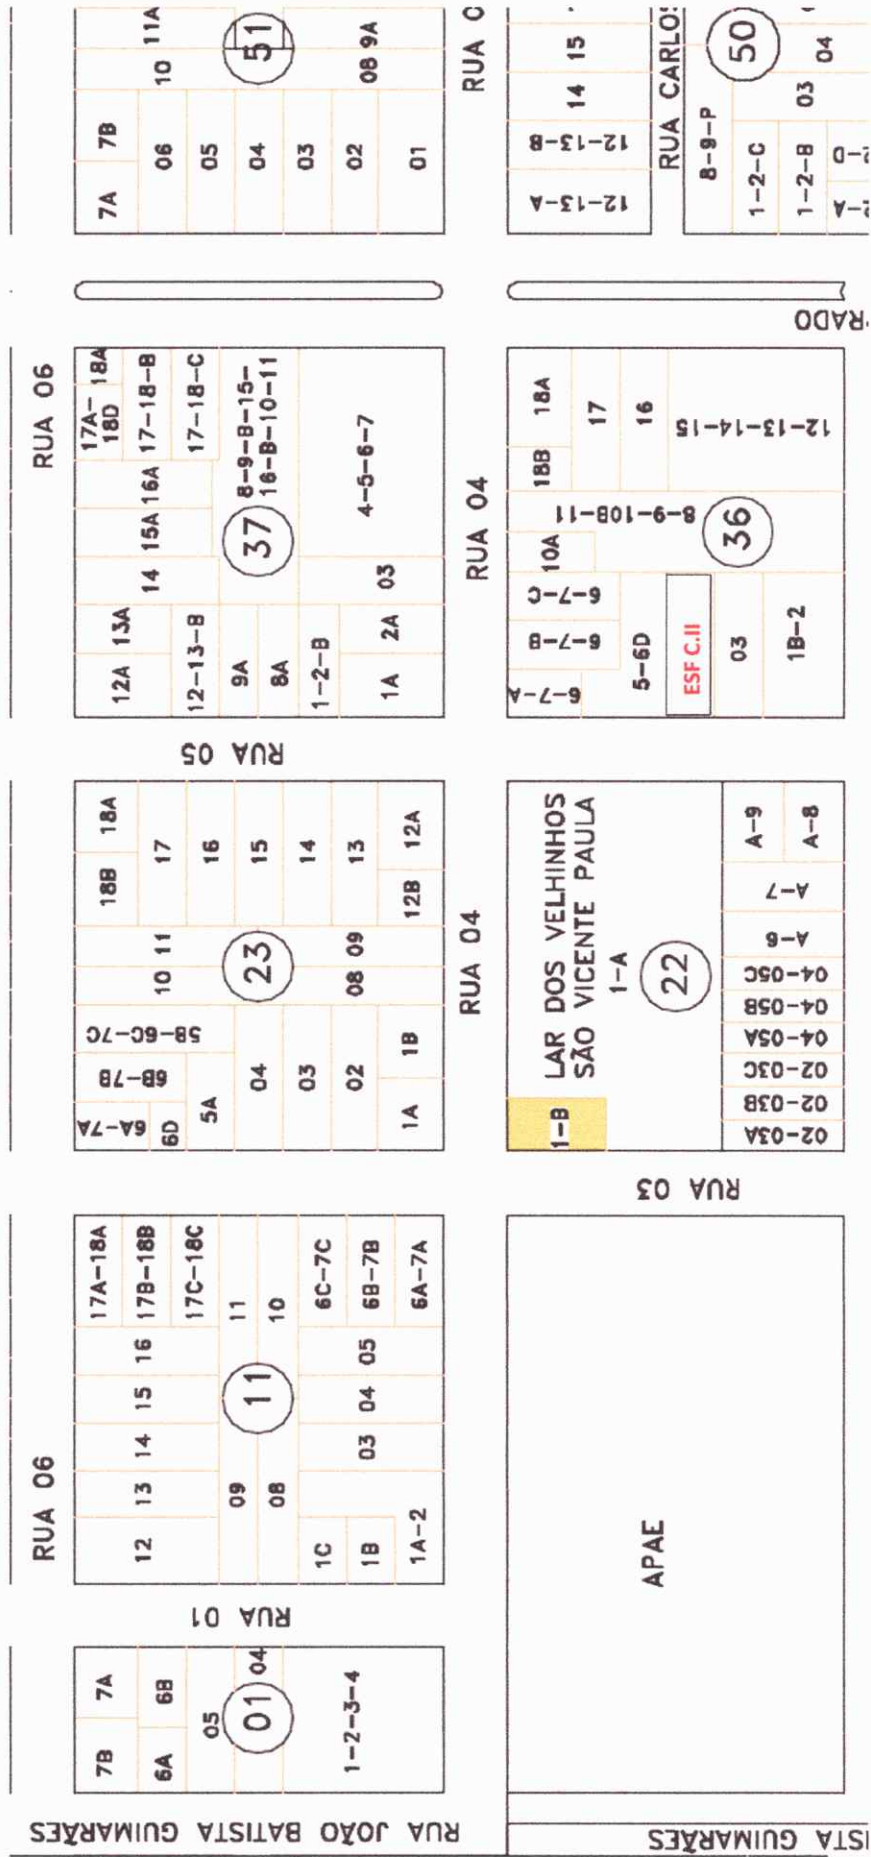 11A
10
51
9A
08
7B
7A
06
05
04
03
02
01
15
14
12-13-B
12-13-A
RUA CARLOS
50
04
03
8-9-P
1-2-C
1-2-B
RUA 06
18A
17A-
18D
17-18-B
17-18-C
16A
15A
14
13A
12A
12-13-B
9A
8A
1-2-B
1A
2A
03
37
8-9-B-15-
16-B-10-11
4-5-6-7
RUA 04
18A
18B
17
16
12-13-14-15
8-9-10B-11
36
10A
6-7-C
6-7-B
6-7-A
5-6D
ESF C.II
03
1B-2
RUA 05
18A
18B
17
16
15
14
13
12A
12B
11
10
23
09
08
5B-6C-7C
6B-7B
6A-7A
6D
5A
04
03
02
1B
1A
RUA 04
LAR DOS VELHINHOS
SÃO VICENTE PAULA
1-A
22
1-B
A-9
A-8
A-7
A-6
04-05C
04-05B
04-05A
02-03C
02-03B
02-03A
RUA 03
17A-18A
17B-18B
17C-18C
16
15
14
13
12
11
10
09
08
11
6C-7C
6B-7B
6A-7A
05
04
03
1C
1B
1A-2
RUA 06
APAE
RUA 01
7A
7B
6B
6A
05
04
01
1-2-3-4
RUA JOÃO BATISTA GUIMARÃES
GUIMARÃES